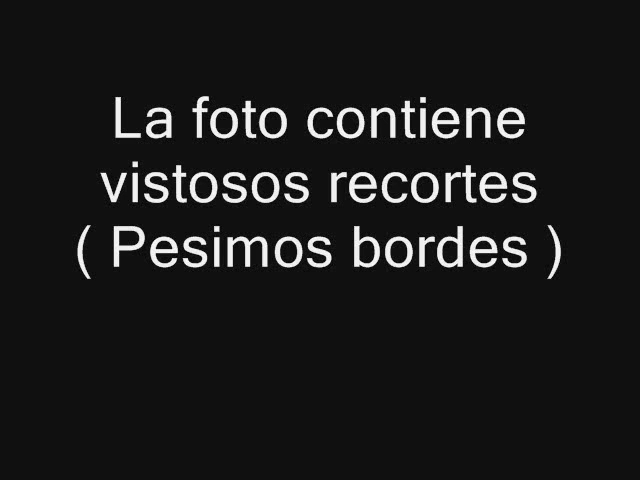 La foto contiene
vistosos recortes
( Pesimos bordes )